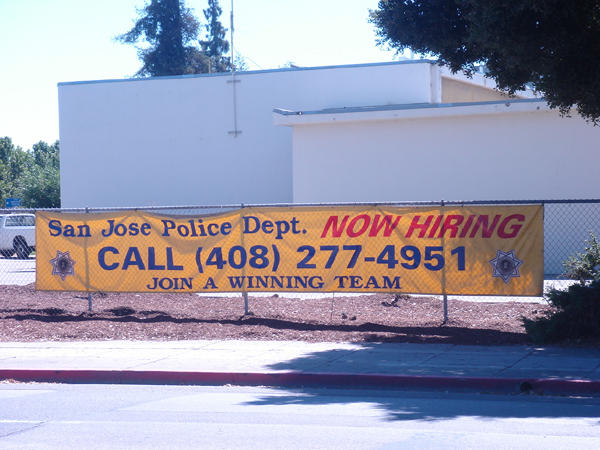 San Jose Police Dept. NOW HIRING
CALL (408) 277-4951
JOIN A WINNING TEAM